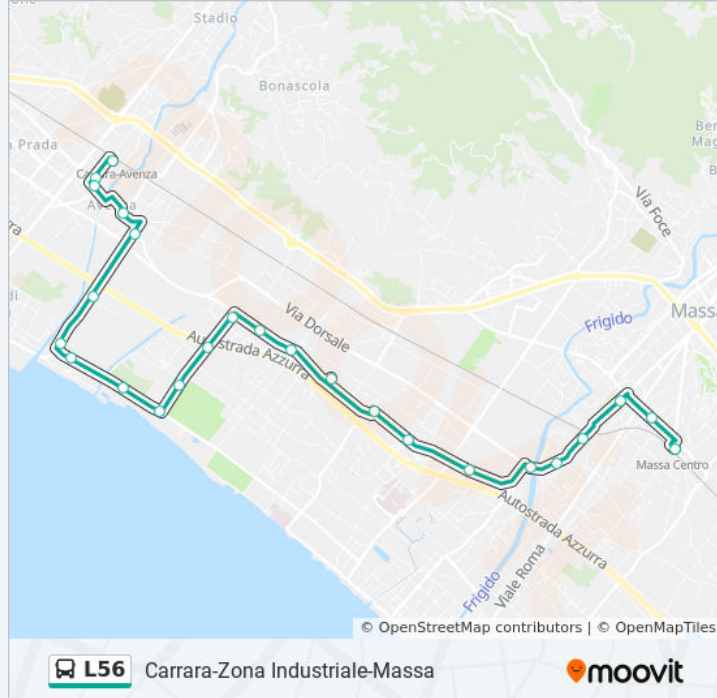 Stadio
Bonascola
a Prada
Carrara-Avenza
Via Foce
Via Dorsale
Frigido
Massa
Autostrada Azzurra
Massa Centro
Autostrada Azzurra
Viale Roma
Frigido
© OpenStreetMap contributors | © OpenMapTiles
L56 Carrara-Zona Industriale-Massa
moovit